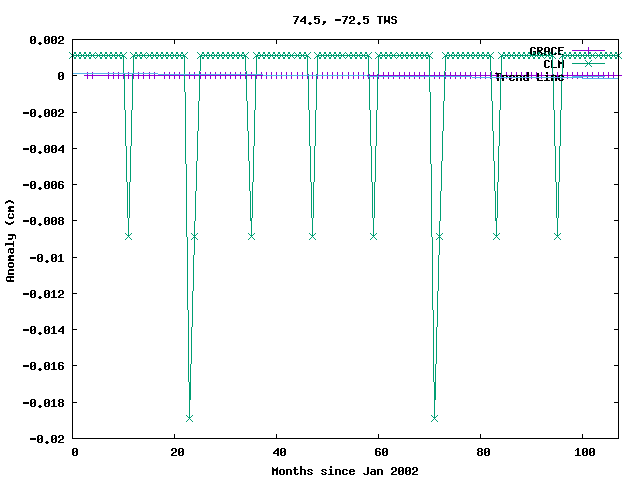 74.5, -72.5 TWS
0.002
0
-0.002
-0.004
-0.006
-0.008
-0.01
-0.012
-0.014
-0.016
-0.018
-0.02
Anomaly (cm)
GRACE
CLM
Trend Line
0 20 40 60 80 100
Months since Jan 2002